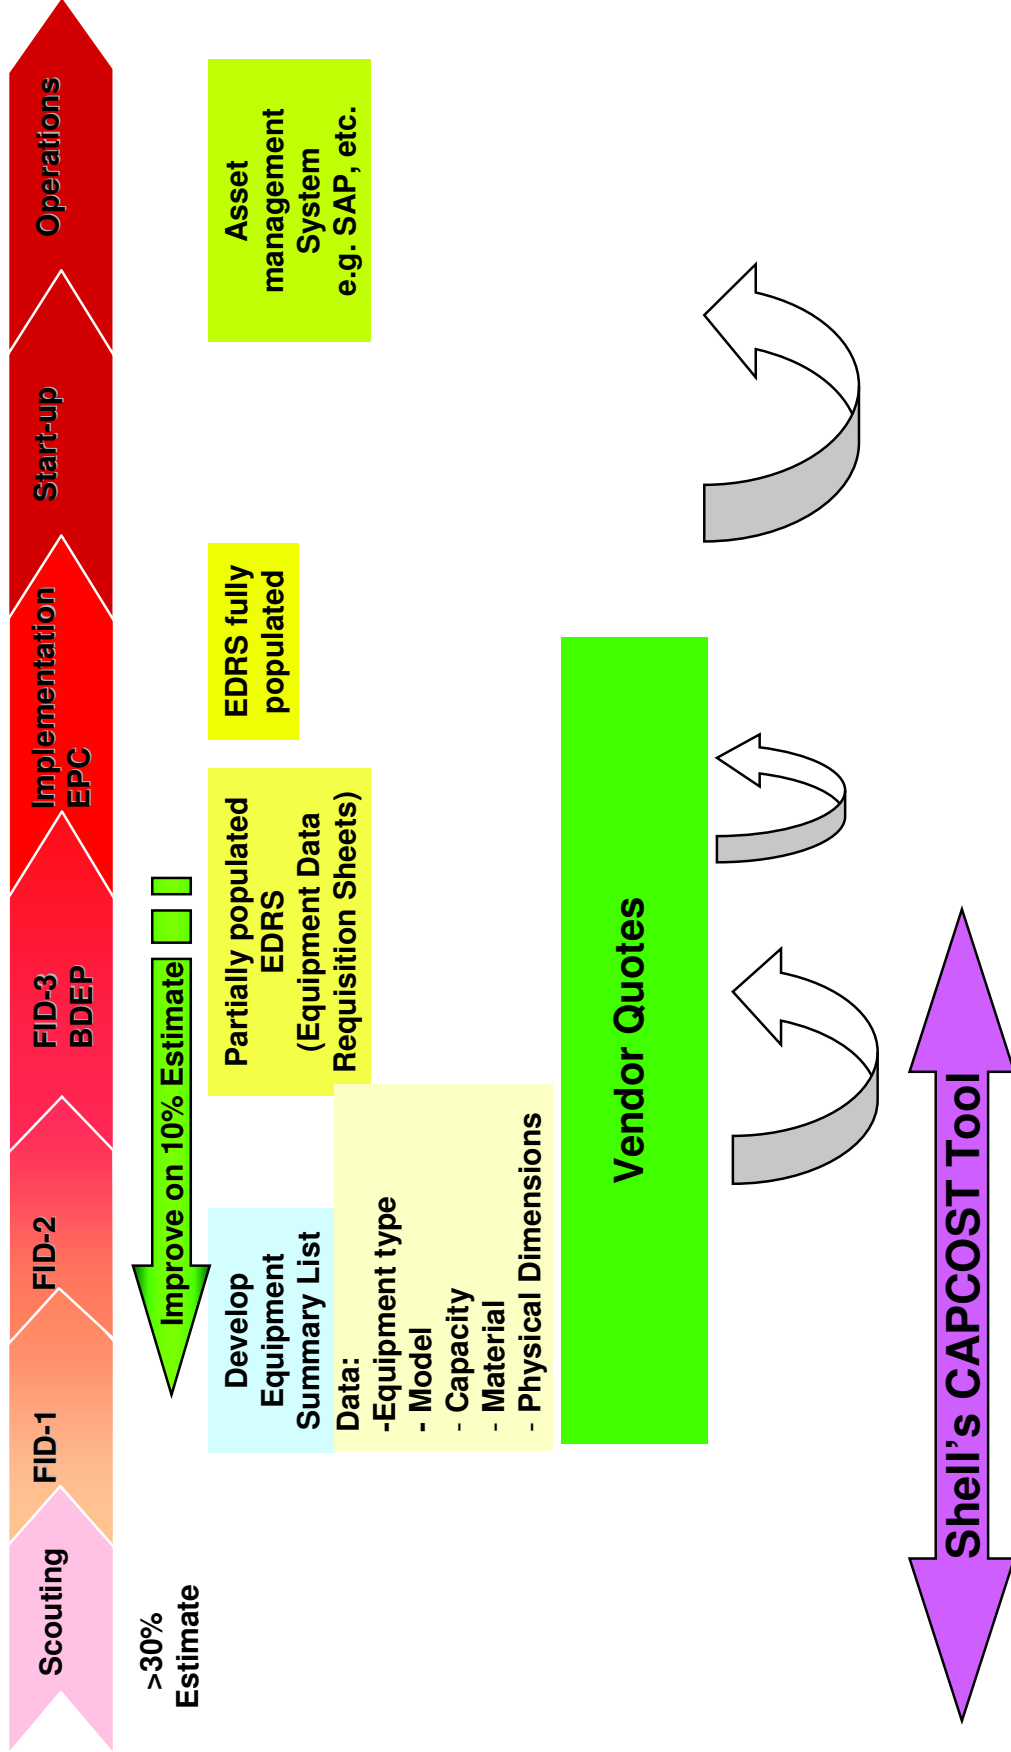 Scouting
FID-1
FID-2
FID-3
BDEP
Implementation
EPC
Start-up
Operations
>30%
Estimate
Improve on 10% Estimate
Develop
Equipment
Summary List
Data:
-Equipment type
- Model
- Capacity
- Material
- Physical Dimensions
Partially populated
EDRS
(Equipment Data
Requisition Sheets)
EDRS fully
populated
Asset
management
System
e.g. SAP, etc.
Vendor Quotes
Shell's CAPCOST Tool